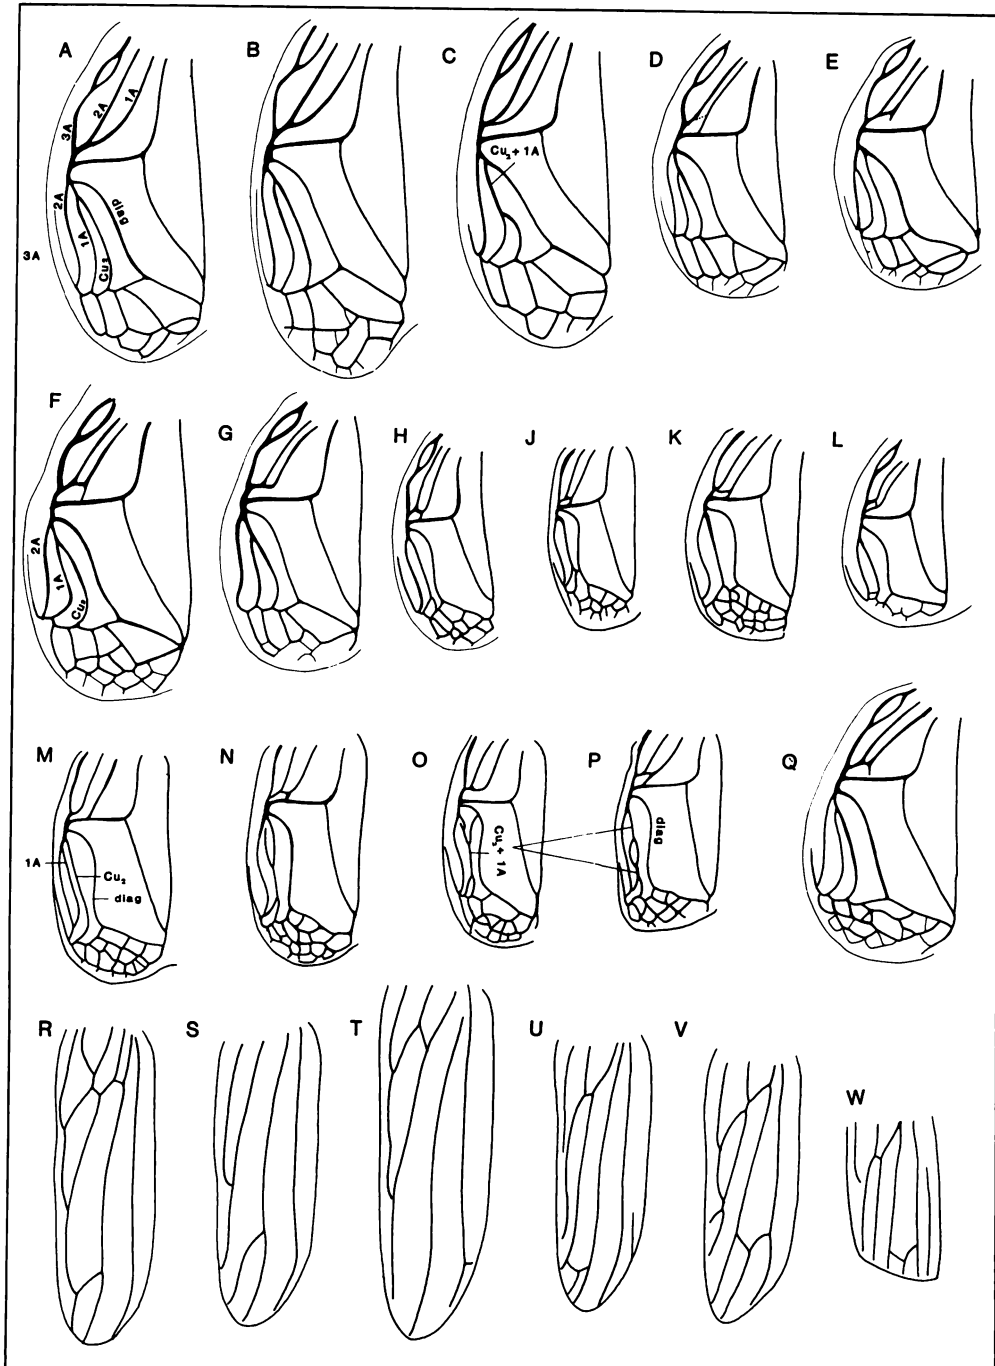 A B C D E
3A 2A 1A
Cu2 + 1A
2A 1A Cu2 diag
3A
F G H J K L
2A 1A Cu2
M N O P Q
1A Cu2 diag
Cu2 + 1A
diag
R S T U V
W